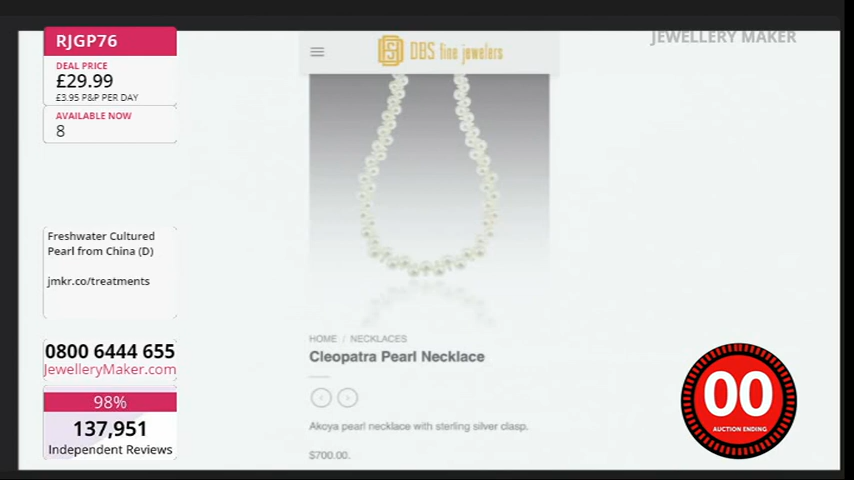 RJGP76
DEAL PRICE
£29.99
£3.95 P&P PER DAY
AVAILABLE NOW
8
Freshwater Cultured
Pearl from China (D)
jmkr.co/treatments
0800 6444 655
JewelleryMaker.com
98%
137,951
Independent Reviews
JEWELLERY MAKER
DBS fine jewelers
HOME / NECKLACES
Cleopatra Pearl Necklace
Akoya pearl necklace with sterling silver clasp.
$700.00.
00
AUCTION ENDING